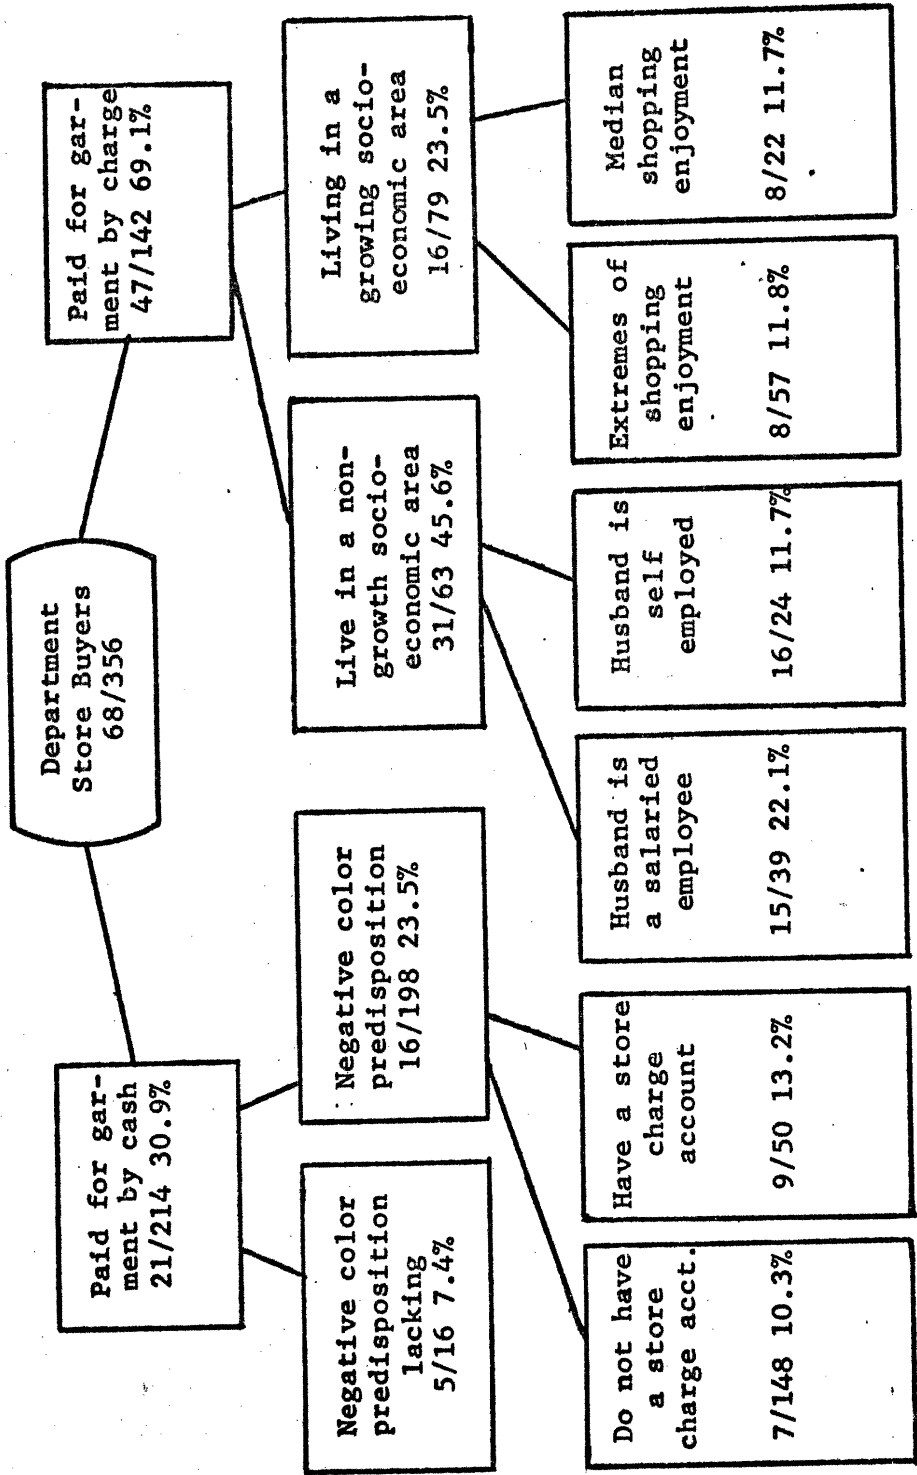 Department
Store Buyers
68/356
Paid for gar-
ment by cash
21/214 30.9%
Paid for gar-
ment by charge
47/142 69.1%
Negative color
predisposition
lacking
5/16 7.4%
Negative color
predisposition
16/198 23.5%
Live in a non-
growth socio-
economic area
31/63 45.6%
Living in a
growing socio-
economic area
16/79 23.5%
Do not have
a store
charge acct.
7/148 10.3%
Have a store
charge
account
9/50 13.2%
Husband is
a salaried
employee
15/39 22.1%
Husband is
self
employed
16/24 11.7%
Extremes of
shopping
enjoyment
8/57 11.8%
Median
shopping
enjoyment
8/22 11.7%